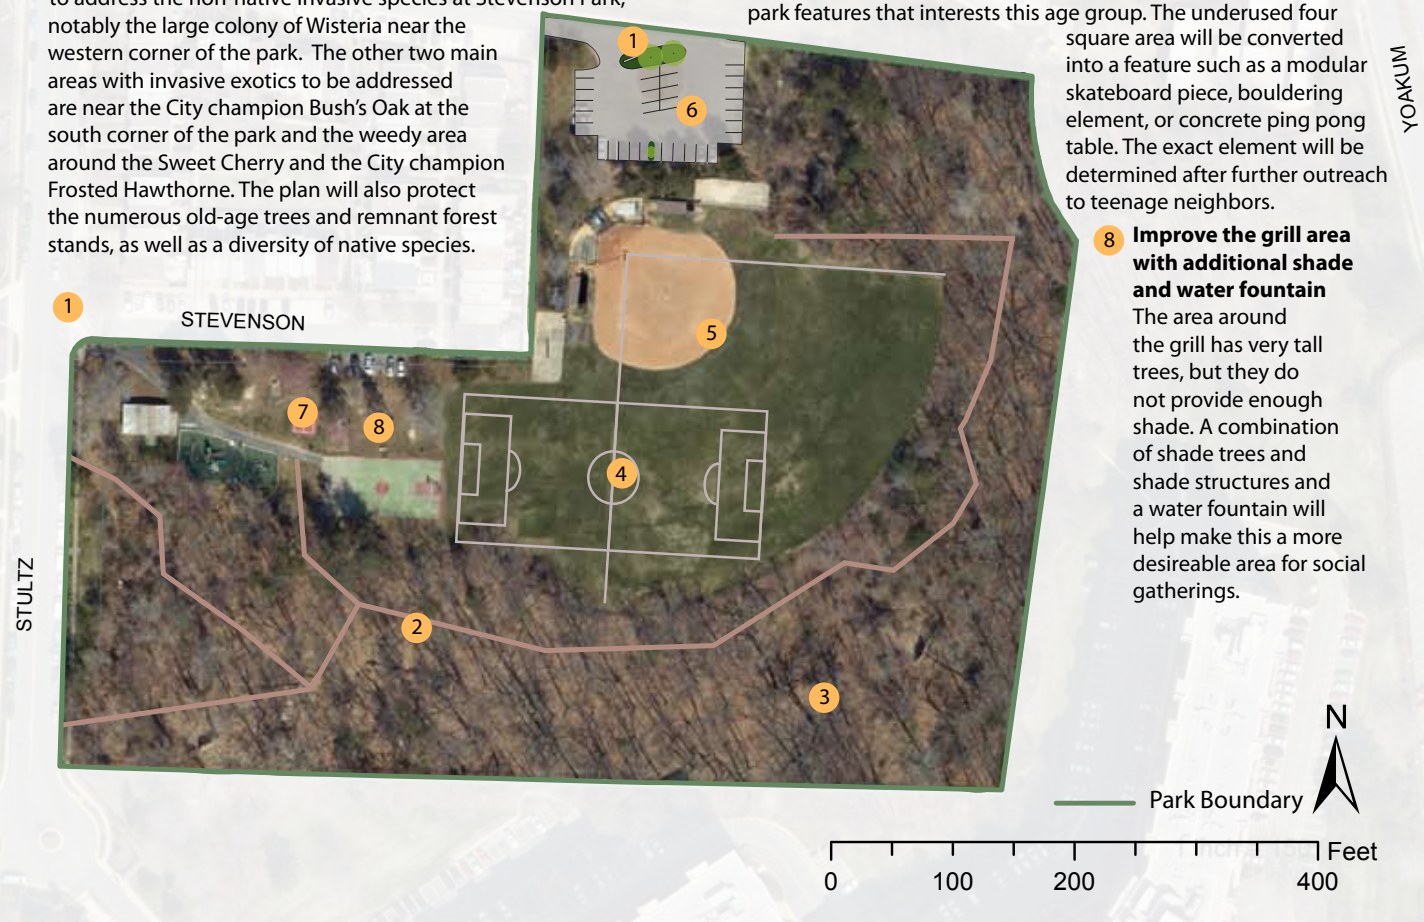 to address the non-native invasive species at Stevenson Park,
notably the large colony of Wisteria near the
western corner of the park. The other two main
areas with invasive exotics to be addressed
are near the City champion Bush's Oak at the
south corner of the park and the weedy area
around the Sweet Cherry and the City champion
Frosted Hawthorne. The plan will also protect
the numerous old-age trees and remnant forest
stands, as well as a diversity of native species.
park features that interests this age group. The underused four
square area will be converted
into a feature such as a modular
skateboard piece, bouldering
element, or concrete ping pong
table. The exact element will be
determined after further outreach
to teenage neighbors.
8 Improve the grill area
with additional shade
and water fountain
The area around
the grill has very tall
trees, but they do
not provide enough
shade. A combination
of shade trees and
shade structures and
a water fountain will
help make this a more
desireable area for social
gatherings.
YOAKUM
1
6
1
STEVENSON
5
7
8
4
STULTZ
2
3
N
Park Boundary
Feet
0 100 200 400